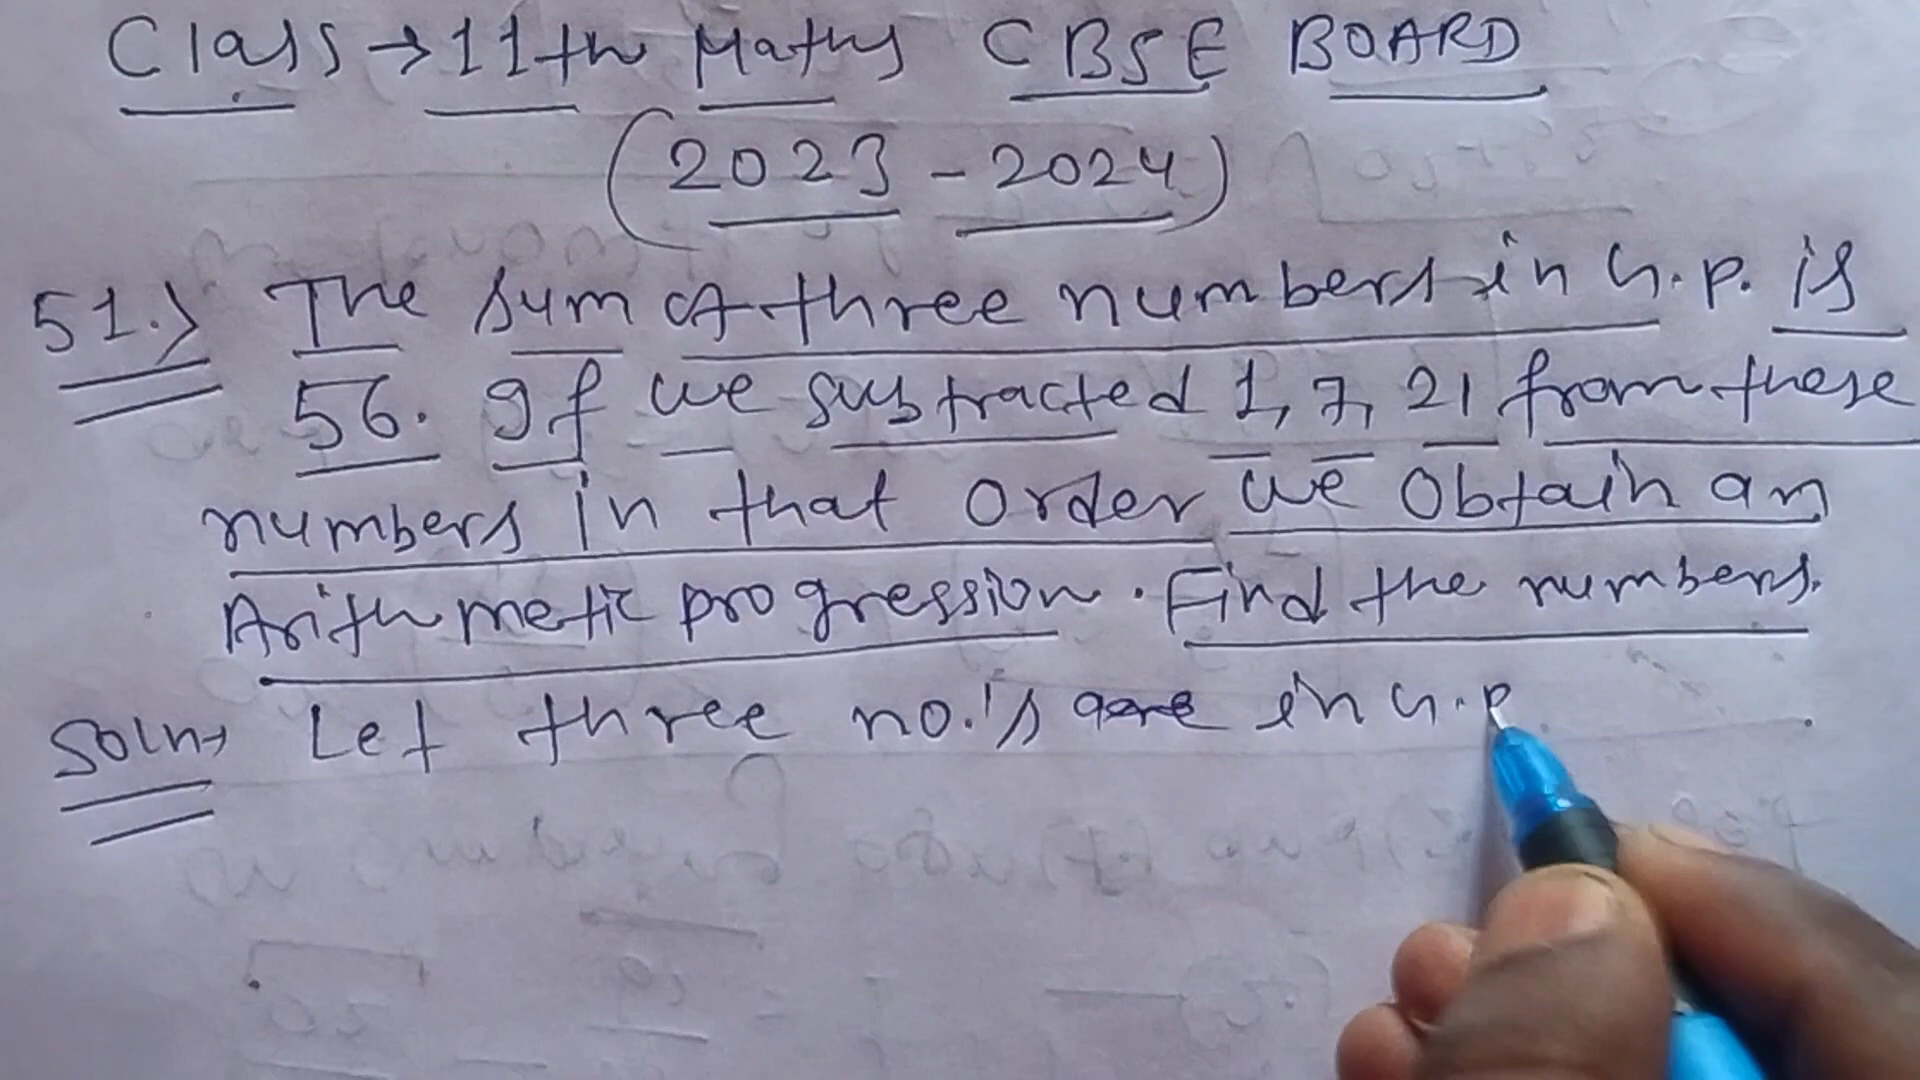 Class → 11th Maths CBSE BOARD
(2023 - 2024)
51.> The sum of three numbers in G.P. is
56. If we subtracted 1, 7, 21 from these
numbers in that order we obtain an
Arithmetic progression. Find the numbers.
Soln→ Let three no.'s are in G.P